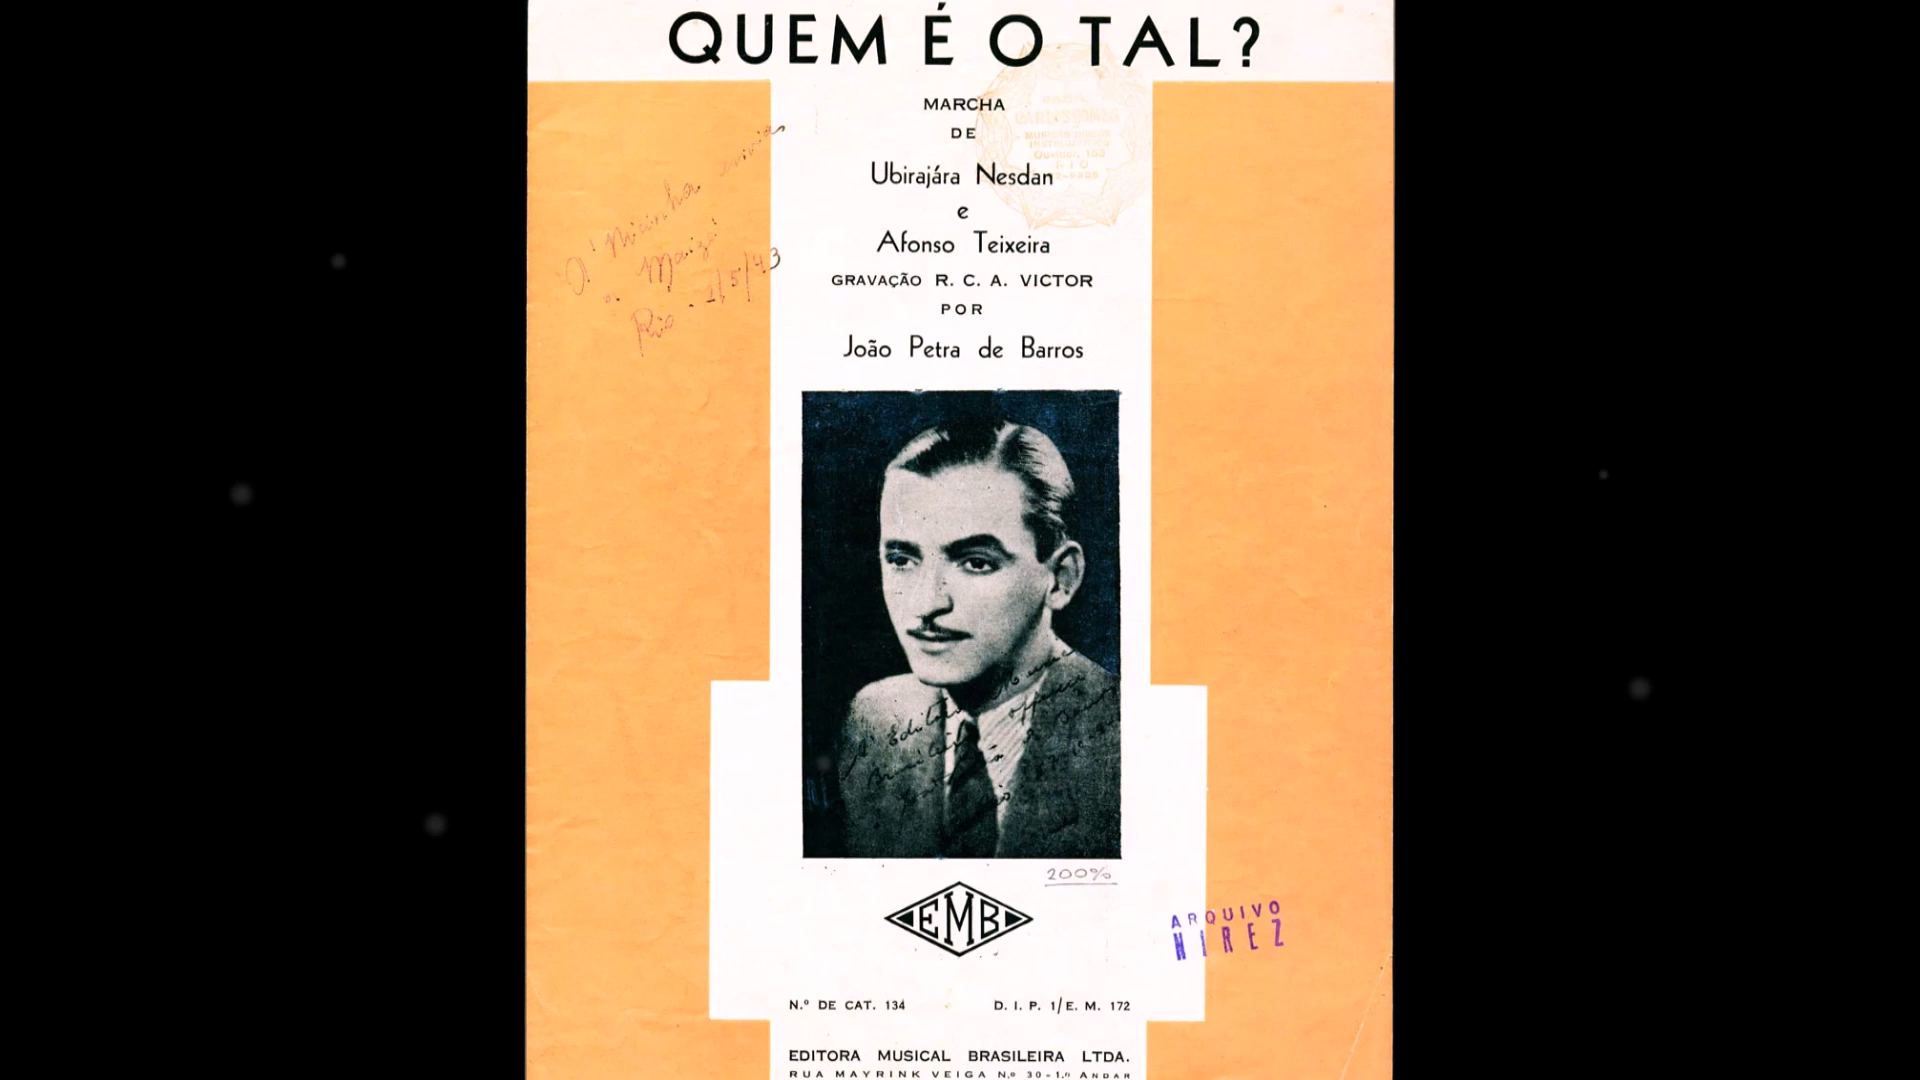 QUEM É O TAL?
MARCHA
DE
Ubirajára Nesdan
e
Afonso Teixeira
GRAVAÇÃO R. C. A. VICTOR
POR
João Petra de Barros
Rio - 1/5/43
200%
EMB
ARQUIVO
NIREZ
N.º DE CAT. 134 D. I. P. 1/E. M. 172
EDITORA MUSICAL BRASILEIRA LTDA.
RUA MAYRINK VEIGA N.º 30-1.º ANDAR